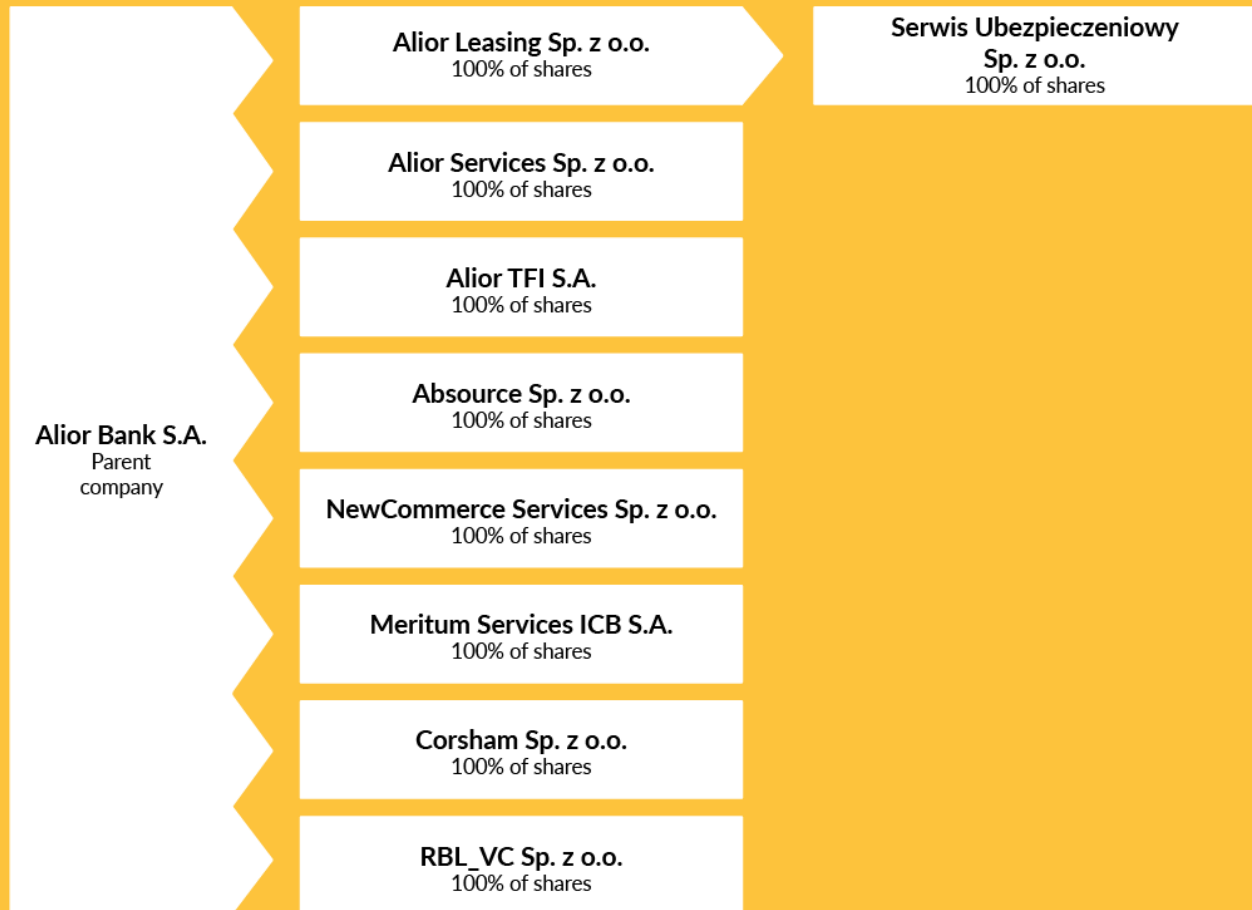 Alior Bank S.A.
Parent
company
Alior Leasing Sp. z o.o.
100% of shares
Serwis Ubezpieczeniowy
Sp. z o.o.
100% of shares
Alior Services Sp. z o.o.
100% of shares
Alior TFI S.A.
100% of shares
Absource Sp. z o.o.
100% of shares
NewCommerce Services Sp. z o.o.
100% of shares
Meritum Services ICB S.A.
100% of shares
Corsham Sp. z o.o.
100% of shares
RBL_VC Sp. z o.o.
100% of shares